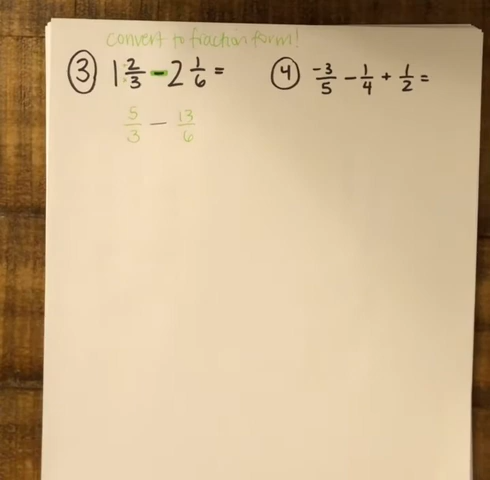 convert to fraction form!
③ 1 2/3 - 2 1/6 =
5/3 - 13/6
④ -3/5 - 1/4 + 1/2 =